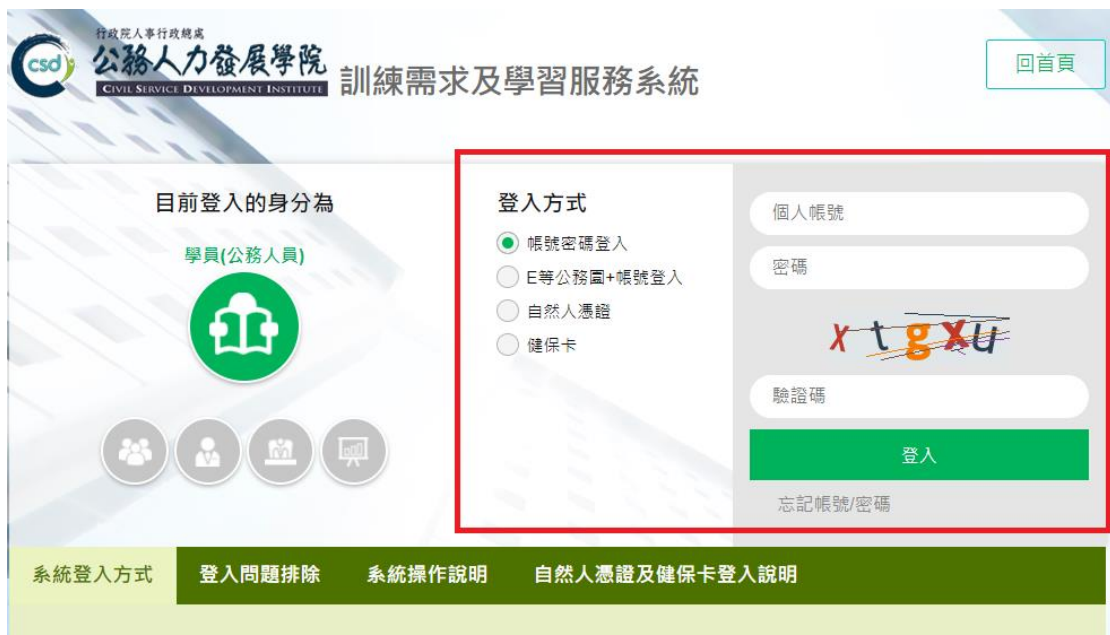 行政院人事行政總處
csd
公務人力發展學院
CIVIL SERVICE DEVELOPMENT INSTITUTE
訓練需求及學習服務系統
回首頁
目前登入的身分為
學員(公務人員)
登入方式
帳號密碼登入
E等公務園+帳號登入
自然人憑證
健保卡
個人帳號
密碼
xtgxu
驗證碼
登入
忘記帳號/密碼
系統登入方式
登入問題排除
系統操作說明
自然人憑證及健保卡登入說明